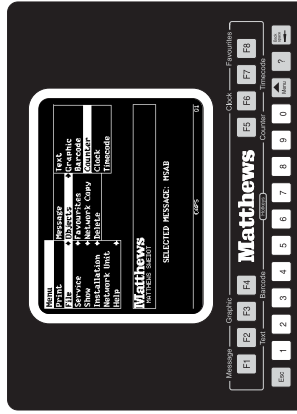 Menu
Print Message Text
File Objects Graphic
Service Favourites Barcode
Show Network Copy Counter
Installation Delete Clock
Network Unit Timecode
Help
Matthews
MATTHEWS SWEDOT
SELECTED MESSAGE: MSAB
CAPS
Message Graphic Clock Favourites
F1 F2 F3 F4 Matthews F5 F6 F7 F8
Text Barcode Counter Timecode
Esc 1 2 3 4 5 6 7 8 9 0 Menu ?